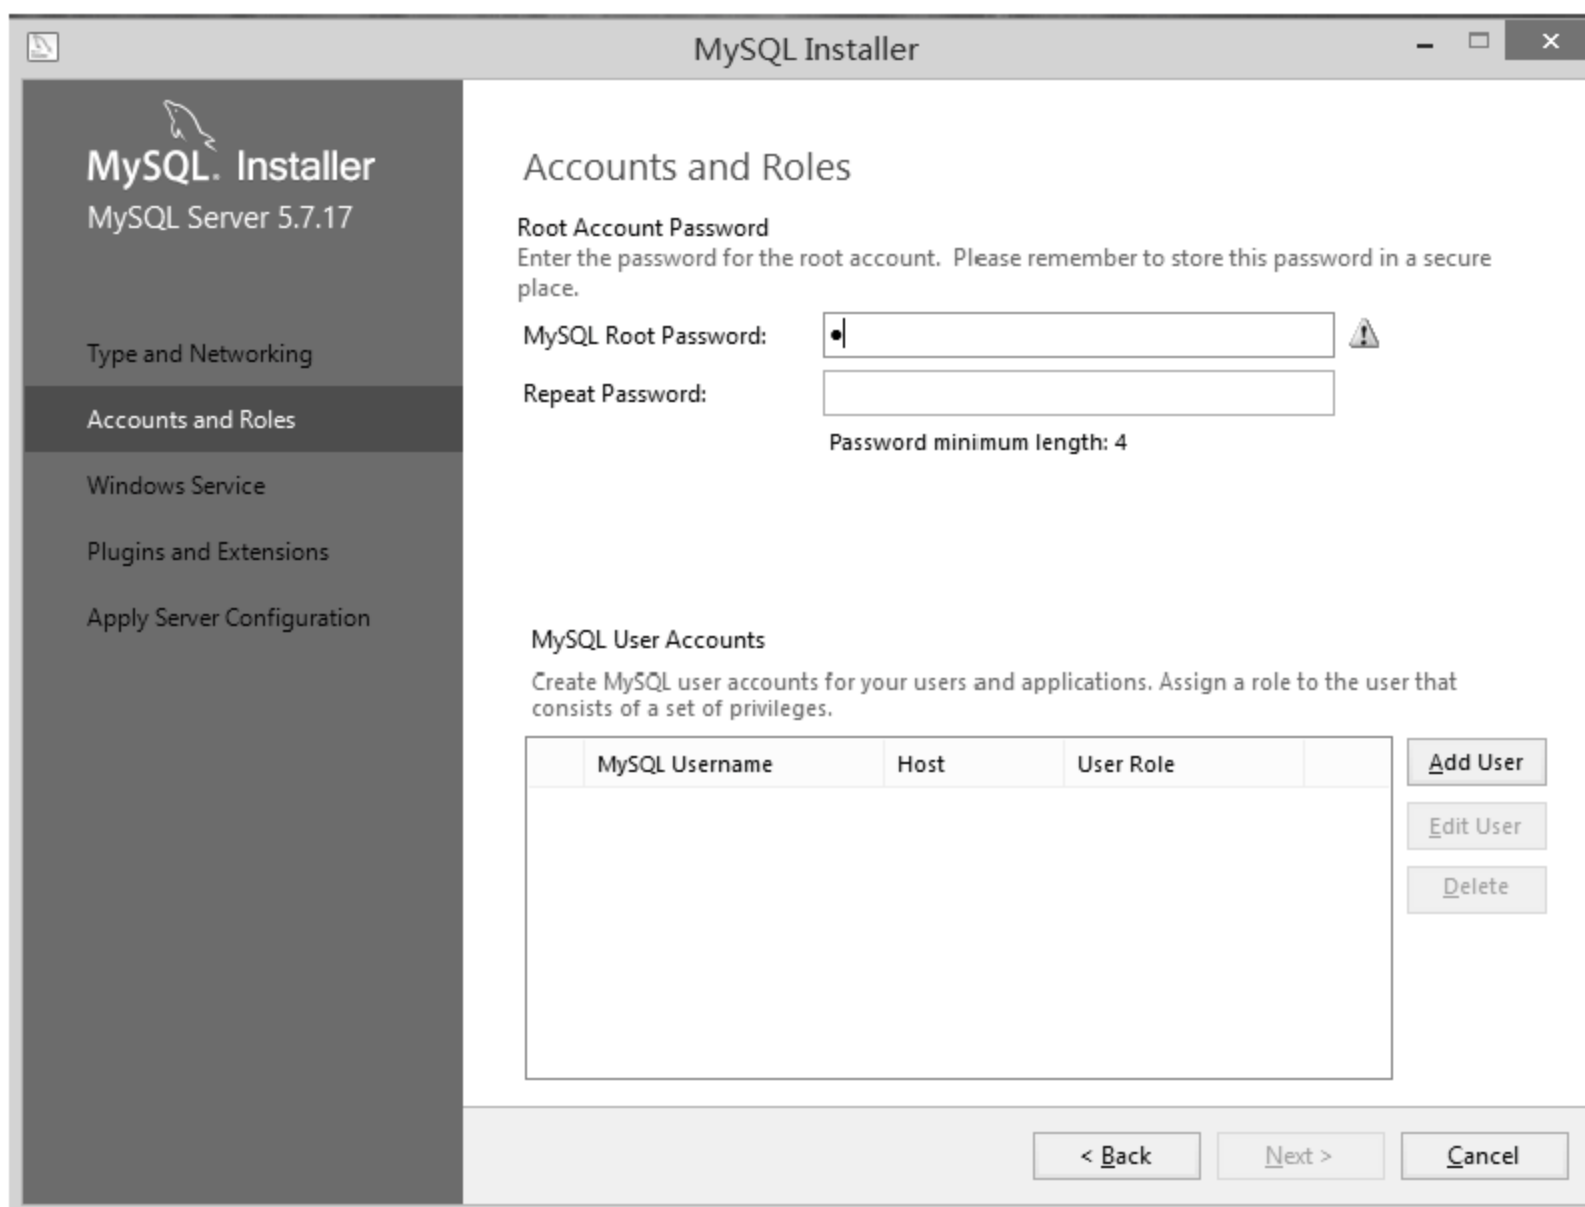 MySQL Installer
MySQL. Installer
MySQL Server 5.7.17
Type and Networking
Accounts and Roles
Windows Service
Plugins and Extensions
Apply Server Configuration
Accounts and Roles
Root Account Password
Enter the password for the root account. Please remember to store this password in a secure
place.
MySQL Root Password:
Repeat Password:
Password minimum length: 4
MySQL User Accounts
Create MySQL user accounts for your users and applications. Assign a role to the user that
consists of a set of privileges.
MySQL Username Host User Role
Add User
Edit User
Delete
< Back Next > Cancel